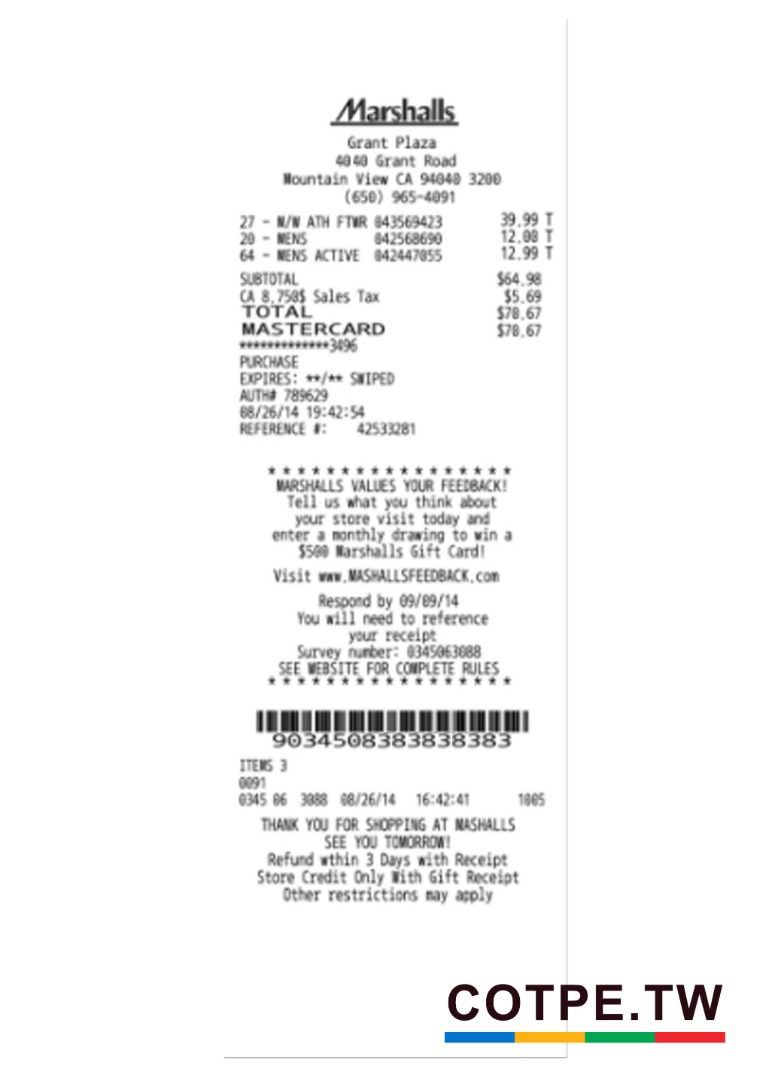 Marshalls
Grant Plaza
4040 Grant Road
Mountain View CA 94040 3200
(650) 965-4091
27 - M/W ATH FTWR 043569423 39.99 T
20 - MENS 042568690 12.00 T
64 - MENS ACTIVE 042447055 12.99 T
SUBTOTAL $64.98
CA 8.750$ Sales Tax $5.69
TOTAL $70.67
MASTERCARD $70.67
*************3496
PURCHASE
EXPIRES: **/** SWIPED
AUTH# 789629
08/26/14 19:42:54
REFERENCE #: 42533281
* * * * * * * * * * * * * * * * *
MARSHALLS VALUES YOUR FEEDBACK!
Tell us what you think about
your store visit today and
enter a monthly drawing to win a
$500 Marshalls Gift Card!
Visit www.MASHALLSFEEDBACK.com
Respond by 09/09/14
You will need to reference
your receipt
Survey number: 0345063088
SEE WEBSITE FOR COMPLETE RULES
* * * * * * * * * * * * * * * * *
90345083838383383
ITEMS 3
0091
0345 06 3088 08/26/14 16:42:41 1005
THANK YOU FOR SHOPPING AT MASHALLS
SEE YOU TOMORROW!
Refund wthin 3 Days with Receipt
Store Credit Only With Gift Receipt
Other restrictions may apply
COTPE.TW